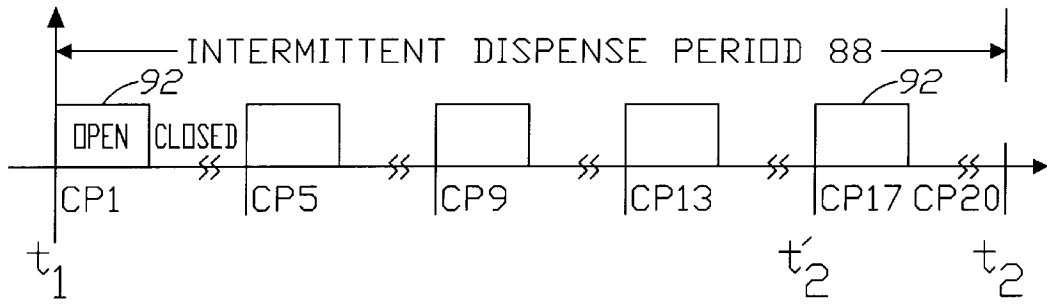 INTERMITTENT DISPENSE PERIOD 88
92 92
OPEN CLOSED
CP1 CP5 CP9 CP13 CP17 CP20
t1 t´2 t2